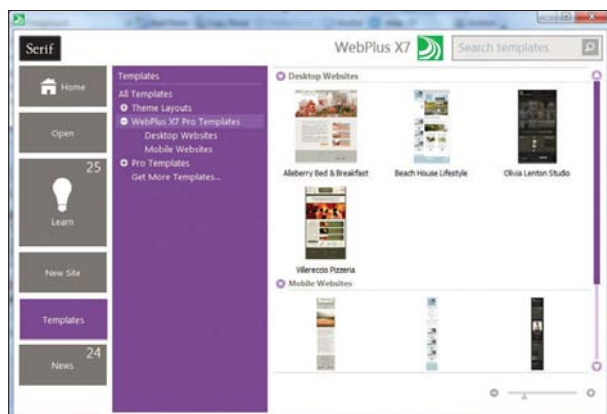 Serif
WebPlus X7
Search templates
Home
Open
25
Learn
New Site
Templates
24
News
Templates
All Templates
Theme Layouts
WebPlus X7 Pro Templates
Desktop Websites
Mobile Websites
Pro Templates
Get More Templates...
Desktop Websites
Alleberry Bed & Breakfast
Beach House Lifestyle
Olivia Lenton Studio
Villereccio Pizzeria
Mobile Websites